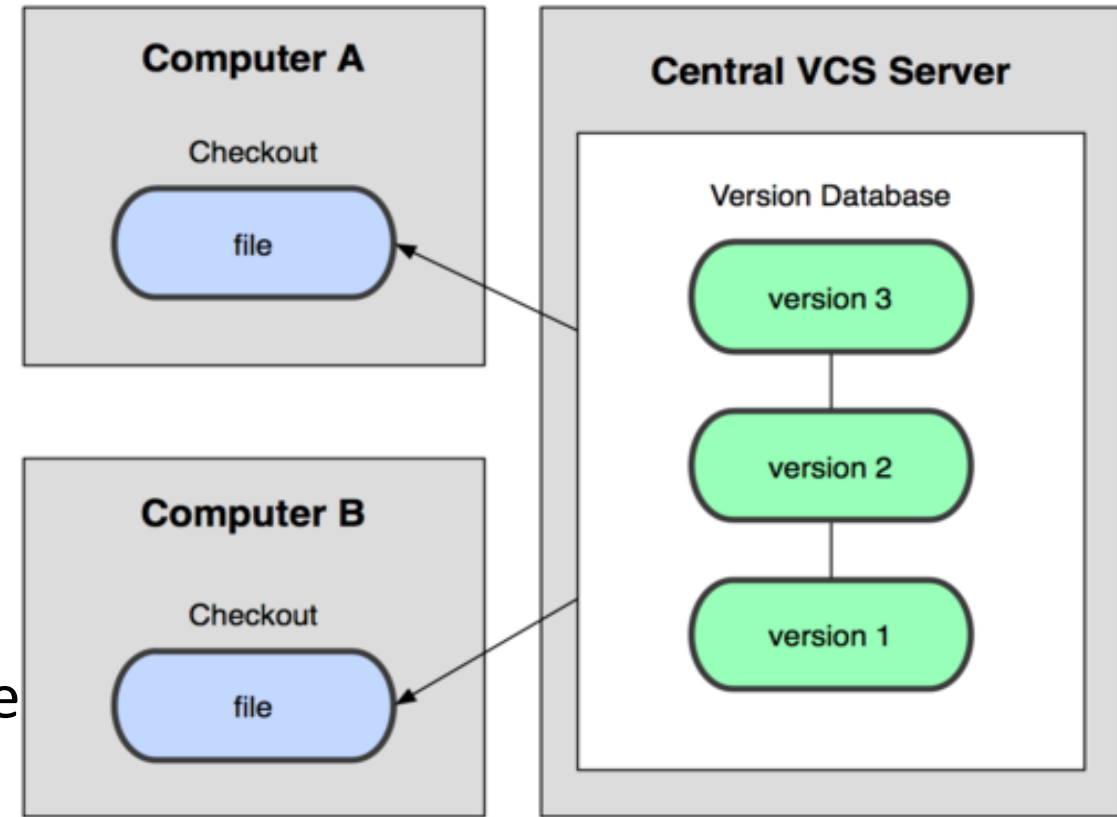 Computer A
Checkout
file
Central VCS Server
Version Database
version 3
version 2
version 1
Computer B
Checkout
file
e